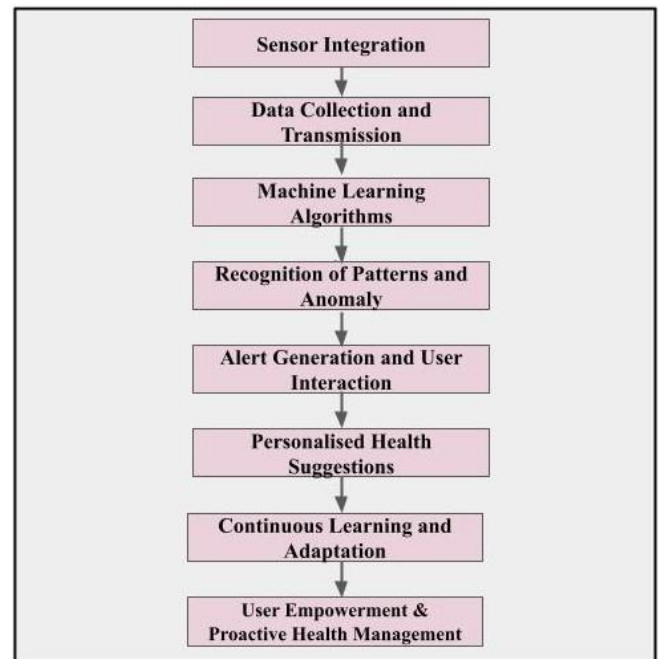 Sensor Integration
Data Collection and
Transmission
Machine Learning
Algorithms
Recognition of Patterns and
Anomaly
Alert Generation and User
Interaction
Personalised Health
Suggestions
Continuous Learning and
Adaptation
User Empowerment &
Proactive Health Management